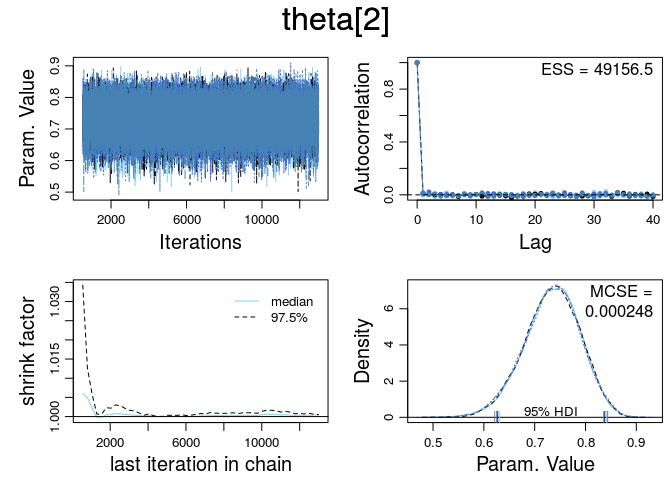 theta[2]
Param. Value
0.5 0.6 0.7 0.8 0.9
2000 6000 10000
Iterations
Autocorrelation
0.0 0.4 0.8
ESS = 49156.5
0 10 20 30 40
Lag
shrink factor
1.000 1.015 1.030
median
97.5%
2000 6000 10000
last iteration in chain
Density
0 2 4 6
MCSE =
0.000248
95% HDI
0.5 0.6 0.7 0.8 0.9
Param. Value